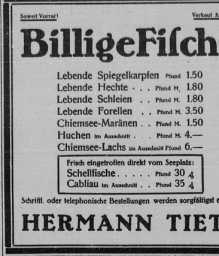 Soweit Vorrat!
Verkauf
Billige Fisch
Lebende Spiegelkarpfen Pfund 1.50
Lebende Hechte . . . Pfund M. 1.80
Lebende Schleien . . Pfund M. 1.80
Lebende Forellen . . Pfund M. 3.50
Chiemsee-Maränen . . Pfund M. 1.50
Huchen im Ausschnitt . Pfund M. 4.—
Chiemsee-Lachs im Ausschnitt Pfund 6.—
Frisch eingetroffen direkt vom Seeplatz:
Schellfische . . . . . Pfund 30 ₰
Cabliau im Ausschnitt . . Pfund 35 ₰
Schriftl. oder telephonische Bestellungen werden sorgfältigst
HERMANN TIET